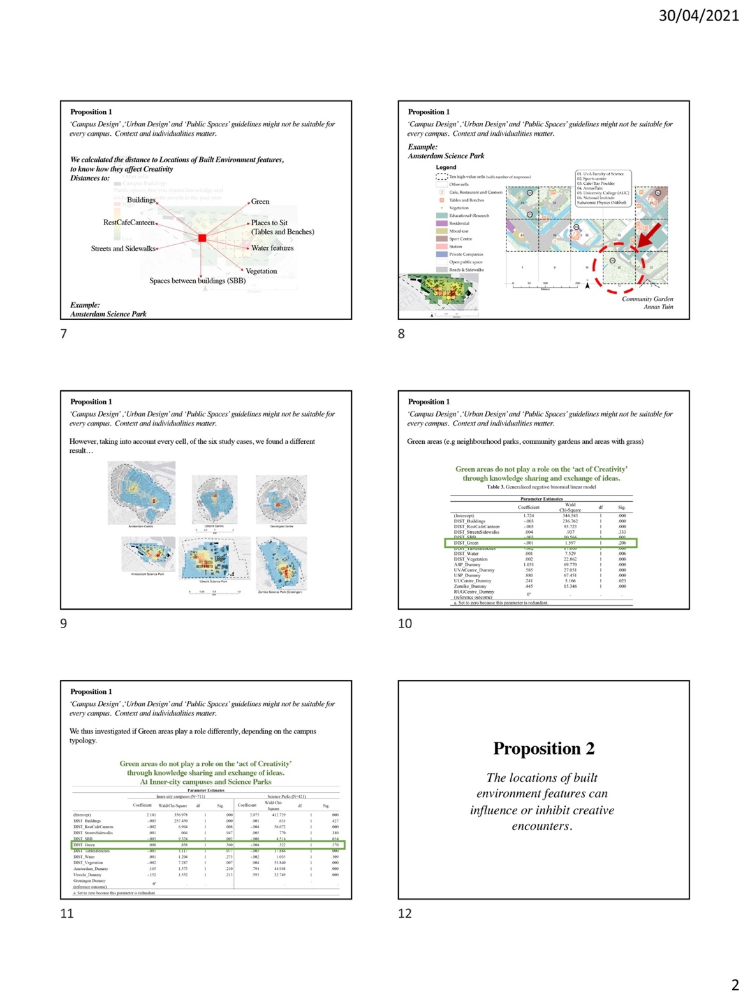 30/04/2021
Proposition 1
'Campus Design' ,'Urban Design' and 'Public Spaces' guidelines might not be suitable for
every campus. Context and individualities matter.
We calculated the distance to Locations of Built Environment features,
to know how they affect Creativity
Distances to:
Buildings
Green
RestCafeCanteen
Places to Sit
(Tables and Benches)
Streets and Sidewalks
Water features
Vegetation
Spaces between buildings (SBB)
Example:
Amsterdam Science Park
7
Proposition 1
'Campus Design' ,'Urban Design' and 'Public Spaces' guidelines might not be suitable for
every campus. Context and individualities matter.
Example:
Amsterdam Science Park
Legend
Ten high-value cells (with number of responses)
Other cells
Cafe, Restaurant and Canteen
Tables and Benches
Vegetation
Educational\Research
Residential
Mixed-use
Sport Centre
Station
Private Companies
Open public space
Roads & Sidewalks
01. UvA Faculty of Science
02. Sports centre
03. Cafe/Bar Poulder
04. AnnasTuin
05. University College (AUC)
06. National Institute
Subatomic Physics (Nikhef)
Community Garden
Annas Tuin
8
Proposition 1
'Campus Design' ,'Urban Design' and 'Public Spaces' guidelines might not be suitable for
every campus. Context and individualities matter.
However, taking into account every cell, of the six study cases, we found a different
result…
Amsterdam Centre
Utrecht Centre
Groningen Centre
Amsterdam Science Park
Utrecht Science Park
Zernike Science Park (Groningen)
9
Proposition 1
'Campus Design' ,'Urban Design' and 'Public Spaces' guidelines might not be suitable for
every campus. Context and individualities matter.
Green areas (e.g neighbourhood parks, community gardens and areas with grass)
Green areas do not play a role on the 'act of Creativity'
through knowledge sharing and exchange of ideas.
Table 3. Generalized negative binomial linear model
Parameter Estimates
Coefficient Wald Chi-Square df Sig.
(Intercept) 1.724 344.543 1 .000
DIST_Buildings -.003 236.762 1 .000
DIST_RestCafeCanteen -.003 93.723 1 .000
DIST_StreetsSidewalks .004 .937 1 .333
DIST_SBB -.003 10.566 1 .001
DIST_Green -.001 1.597 1 .206
DIST_TablesBenches -.002 1 .000
DIST_Water .001 7.529 1 .006
DIST_Vegetation .002 22.862 1 .000
ASP_Dummy 1.051 69.770 1 .000
UVACentre_Dummy .585 27.051 1 .000
USP_Dummy .880 67.451 1 .000
UUCentre_Dummy .241 5.166 1 .023
Zernike_Dummy .445 15.346 1 .000
RUGCentre_Dummy
(reference outcome) 0ª . . .
a. Set to zero because this parameter is redundant.
10
Proposition 1
'Campus Design' ,'Urban Design' and 'Public Spaces' guidelines might not be suitable for
every campus. Context and individualities matter.
We thus investigated if Green areas play a role differently, depending on the campus
typology.
Green areas do not play a role on the 'act of Creativity'
through knowledge sharing and exchange of ideas.
At Inner-city campuses and Science Parks
Parameter Estimates
Inner-city campuses (N=711) Science Parks (N=421)
Coefficient Wald Chi-Square df Sig. Coefficient Wald Chi-Square df Sig.
(Intercept) 2.101 356.978 1 .000 2.075 412.729 1 .000
DIST_Buildings -.003 257.450 1 .000 .001 .631 1 .427
DIST_RestCafeCanteen -.002 6.964 1 .008 -.004 56.672 1 .000
DIST_StreetsSidewalks .001 .004 1 .947 .005 .770 1 .380
DIST_SBB -.003 9.324 1 .002 -.008 4.514 1 .034
DIST_Green .000 .838 1 .360 -.004 .322 1 .570
DIST_TablesBenches -.001 3.117 1 .077 -.003 17.886 1 .000
DIST_Water .001 1.204 1 .273 -.002 1.035 1 .309
DIST_Vegetation -.002 7.287 1 .007 .004 53.840 1 .000
Amsterdam_Dummy .165 1.573 1 .210 .794 44.948 1 .000
Utrecht_Dummy -.152 1.552 1 .213 .593 32.749 1 .000
Groningen Dummy
(reference outcome) 0ª
a. Set to zero because this parameter is redundant
11
Proposition 2
The locations of built
environment features can
influence or inhibit creative
encounters.
12
2